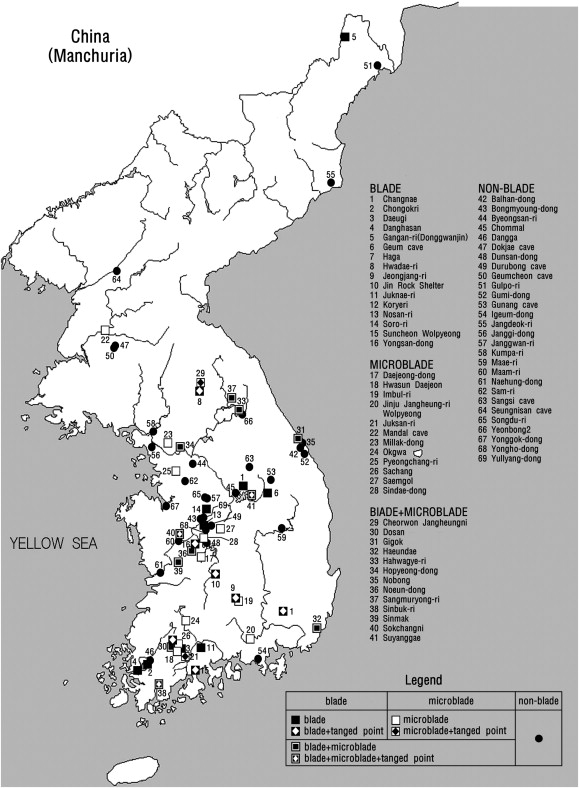 China
(Manchuria)
5
51
55
64
22
47
50
29
8
37
33
66
31
35
42
52
58
56
23
34
44
25
62
63
53
1
6
45
41
65
57
67
14
69
13
43
49
68
40
60
27
48
28
16
36
17
39
59
61
10
9
19
1
32
24
20
4
26
30
18
3
21
11
15
54
46
4
2
38
YELLOW SEA
BLADE
1 Changnae
2 Chongokri
3 Daeugi
4 Danghasan
5 Gangan-ri(Donggwanjin)
6 Geum cave
7 Haga
8 Hwadae-ri
9 Jeongjang-ri
10 Jin Rock Shelter
11 Juknae-ri
12 Koryeri
13 Nosan-ri
14 Soro-ri
15 Suncheon Wolpyeong
16 Yongsan-dong
MICROBLADE
17 Daejeong-dong
18 Hwasun Daejeon
19 Imbul-ri
20 Jinju Jangheung-ri
Wolpyeong
21 Juksan-ri
22 Mandal cave
23 Millak-dong
24 Okgwa
25 Pyeongchang-ri
26 Sachang
27 Saemgol
28 Sindae-dong
BIADE+MICROBLADE
29 Cheorwon Jangheungni
30 Dosan
31 Gigok
32 Haeundae
33 Hahwagye-ri
34 Hopyeong-dong
35 Nobong
36 Noeun-dong
37 Sangmuryong-ri
38 Sinbuk-ri
39 Sinmak
40 Sokchangni
41 Suyanggae
NON-BLADE
42 Balhan-dong
43 Bongmyoung-dong
44 Byeongsan-ri
45 Chommal
46 Dangga
47 Dokjae cave
48 Dunsan-dong
49 Durubong cave
50 Geumcheon cave
51 Gulpo-ri
52 Gumi-dong
53 Gunang cave
54 Igeum-dong
55 Jangdeok-ri
56 Janggi-dong
57 Janggwan-ri
58 Kumpa-ri
59 Maae-ri
60 Maam-ri
61 Naehung-dong
62 Sam-ri
63 Sangsi cave
64 Seungnisan cave
65 Songdu-ri
66 Yeonbong2
67 Yonggok-dong
68 Yongho-dong
69 Yullyang-dong
Legend
blade microblade non-blade
blade microblade
blade+tanged point microblade+tanged point
blade+microblade
blade+microblade+tanged point